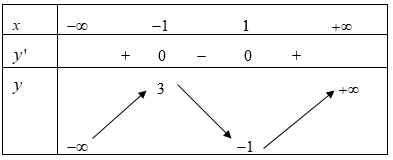 x −∞ −1 1 +∞
y' + 0 − 0 +
y 3 +∞
−∞ −1